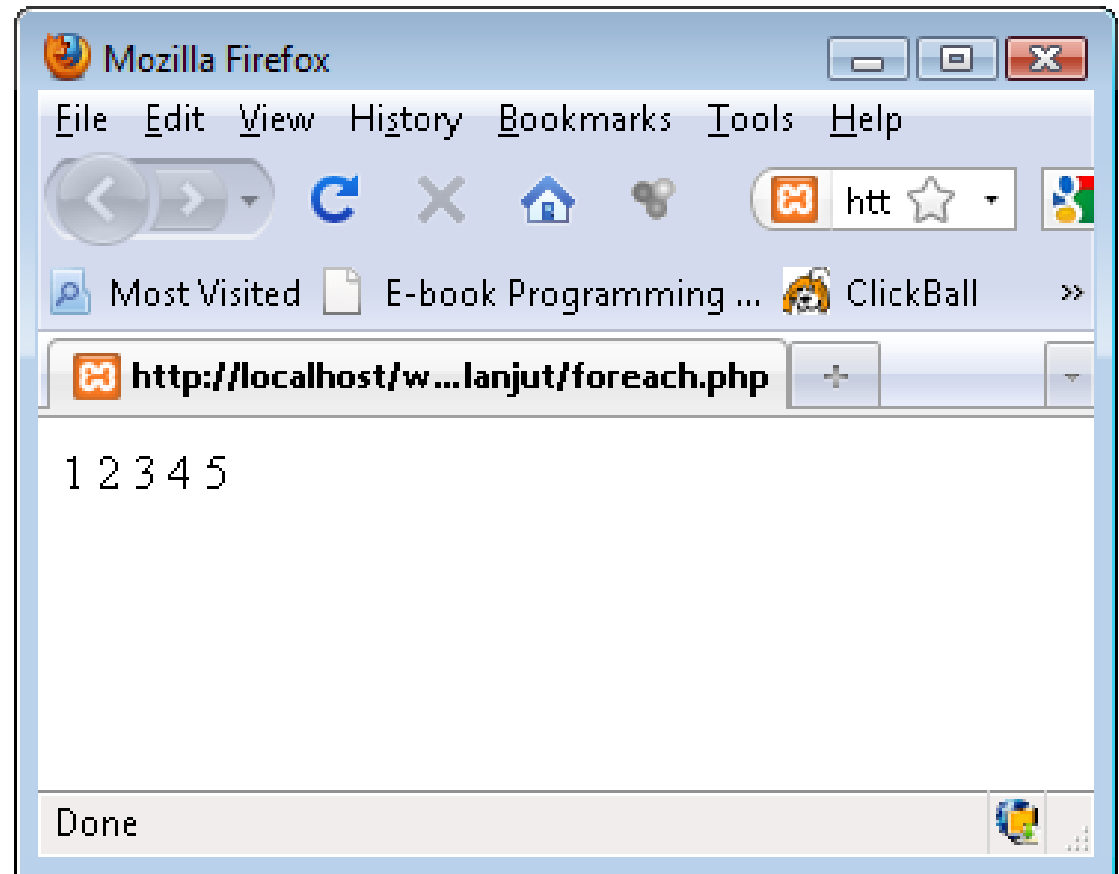 Mozilla Firefox
File Edit View History Bookmarks Tools Help
htt
Most Visited E-book Programming ... ClickBall »
http://localhost/w...lanjut/foreach.php
1 2 3 4 5
Done